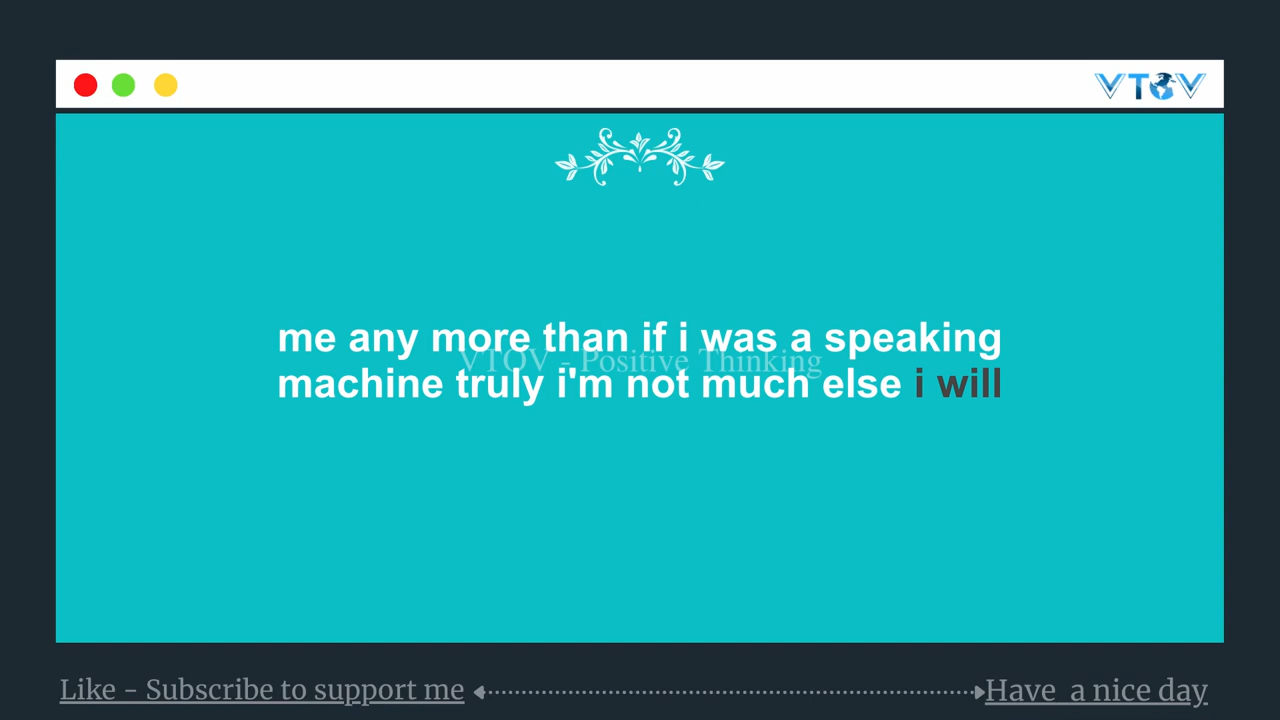 VTOV
me any more than if i was a speaking
VTOV - Positive Thinking
machine truly i'm not much else i will
Like - Subscribe to support me
Have a nice day